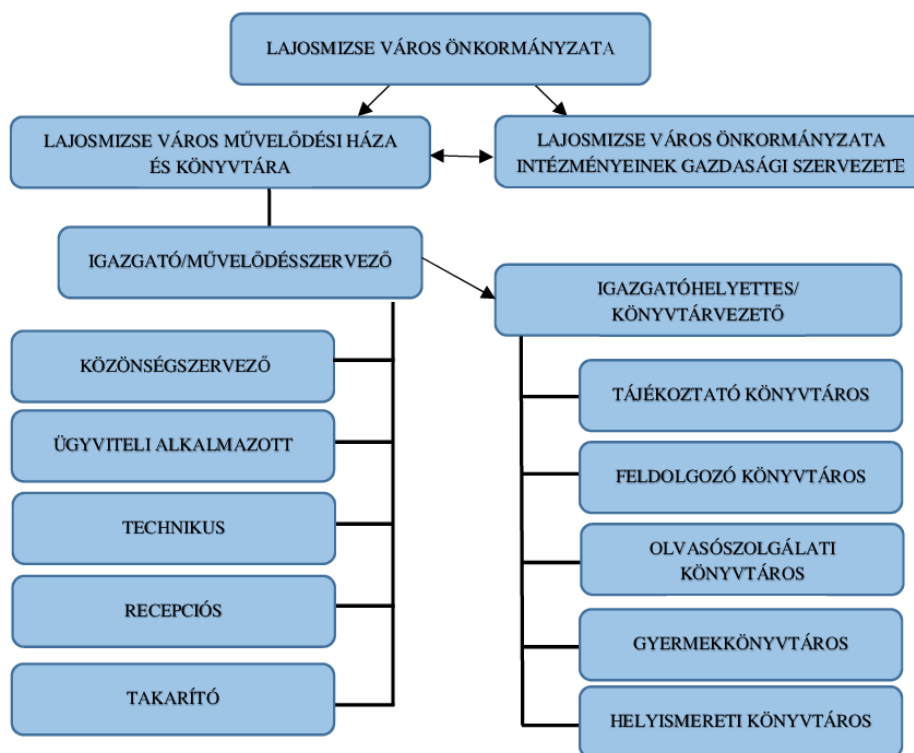 LAJOSMIZSE VÁROS ÖNKORMÁNYZATA
LAJOSMIZSE VÁROS MŰVELŐDÉSI HÁZA
ÉS KÖNYVTÁRA
LAJOSMIZSE VÁROS ÖNKORMÁNYZATA
INTÉZMÉNYEINEK GAZDASÁGI SZERVEZETE
IGAZGATÓ/MŰVELŐDÉSSZERVEZŐ
IGAZGATÓHELYETTES/
KÖNYVTÁRVEZETŐ
KÖZÖNSÉGSZERVEZŐ
ÜGYVITELI ALKALMAZOTT
TECHNIKUS
RECEPCIÓS
TAKARÍTÓ
TÁJÉKOZTATÓ KÖNYVTÁROS
FELDOLGOZÓ KÖNYVTÁROS
OLVASÓSZOLGÁLATI
KÖNYVTÁROS
GYERMEKKÖNYVTÁROS
HELYISMERETI KÖNYVTÁROS